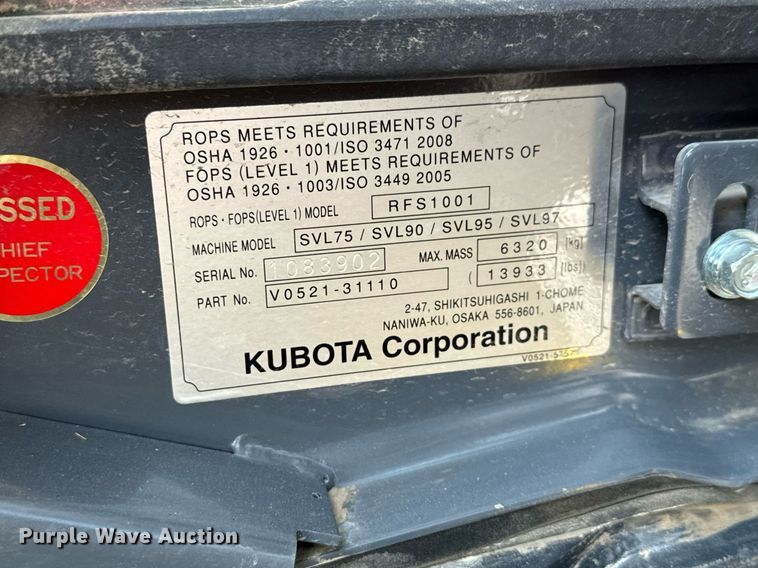 ROPS MEETS REQUIREMENTS OF
OSHA 1926・1001/ISO 3471 2008
FOPS (LEVEL 1) MEETS REQUIREMENTS OF
OSHA 1926・1003/ISO 3449 2005
ROPS・FOPS(LEVEL 1) MODEL RFS1001
MACHINE MODEL SVL75 / SVL90 / SVL95 / SVL97
SERIAL No. 1083902 MAX. MASS 6320 [kg]
PART No. V0521-31110 ( 13933 [lbs])
2-47, SHIKITSUHIGASHI 1-CHOME
NANIWA-KU, OSAKA 556-8601, JAPAN
KUBOTA Corporation
SSED
HIEF
PECTOR
Purple Wave Auction